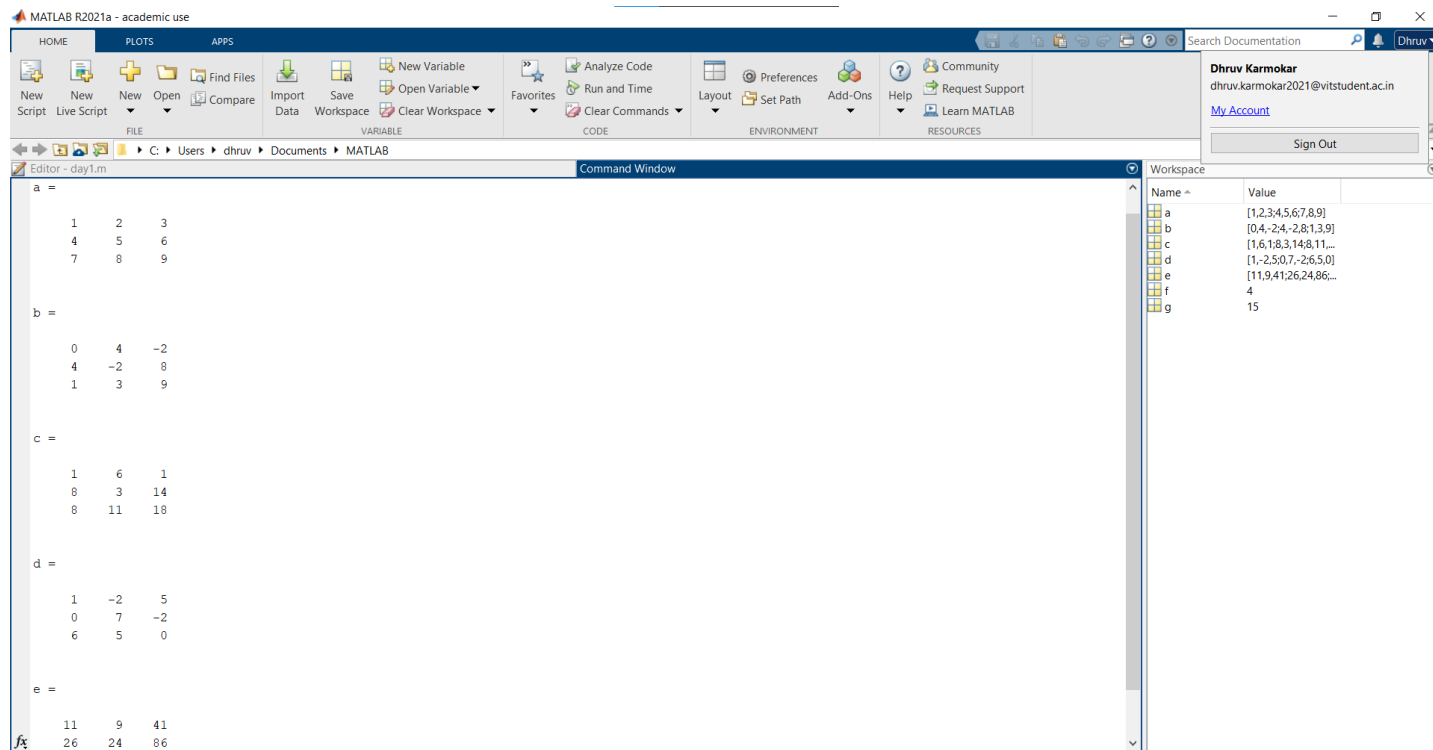 MATLAB R2021a - academic use
HOME PLOTS APPS
Search Documentation Dhruv
New Script
New Live Script
New
Open
Find Files
Compare
FILE
Import Data
Save Workspace
New Variable
Open Variable
Clear Workspace
VARIABLE
Favorites
Analyze Code
Run and Time
Clear Commands
CODE
Layout
Preferences
Set Path
Add-Ons
ENVIRONMENT
Help
Community
Request Support
Learn MATLAB
RESOURCES
Dhruv Karmokar
dhruv.karmokar2021@vitstudent.ac.in
My Account
Sign Out
C: Users dhruv Documents MATLAB
Editor - day1.m
Command Window
a =
1 2 3
4 5 6
7 8 9
b =
0 4 -2
4 -2 8
1 3 9
c =
1 6 1
8 3 14
8 11 18
d =
1 -2 5
0 7 -2
6 5 0
e =
11 9 41
fx 26 24 86
Workspace
Name Value
a [1,2,3;4,5,6;7,8,9]
b [0,4,-2;4,-2,8;1,3,9]
c [1,6,1;8,3,14;8,11,...
d [1,-2,5;0,7,-2;6,5,0]
e [11,9,41;26,24,86;...
f 4
g 15